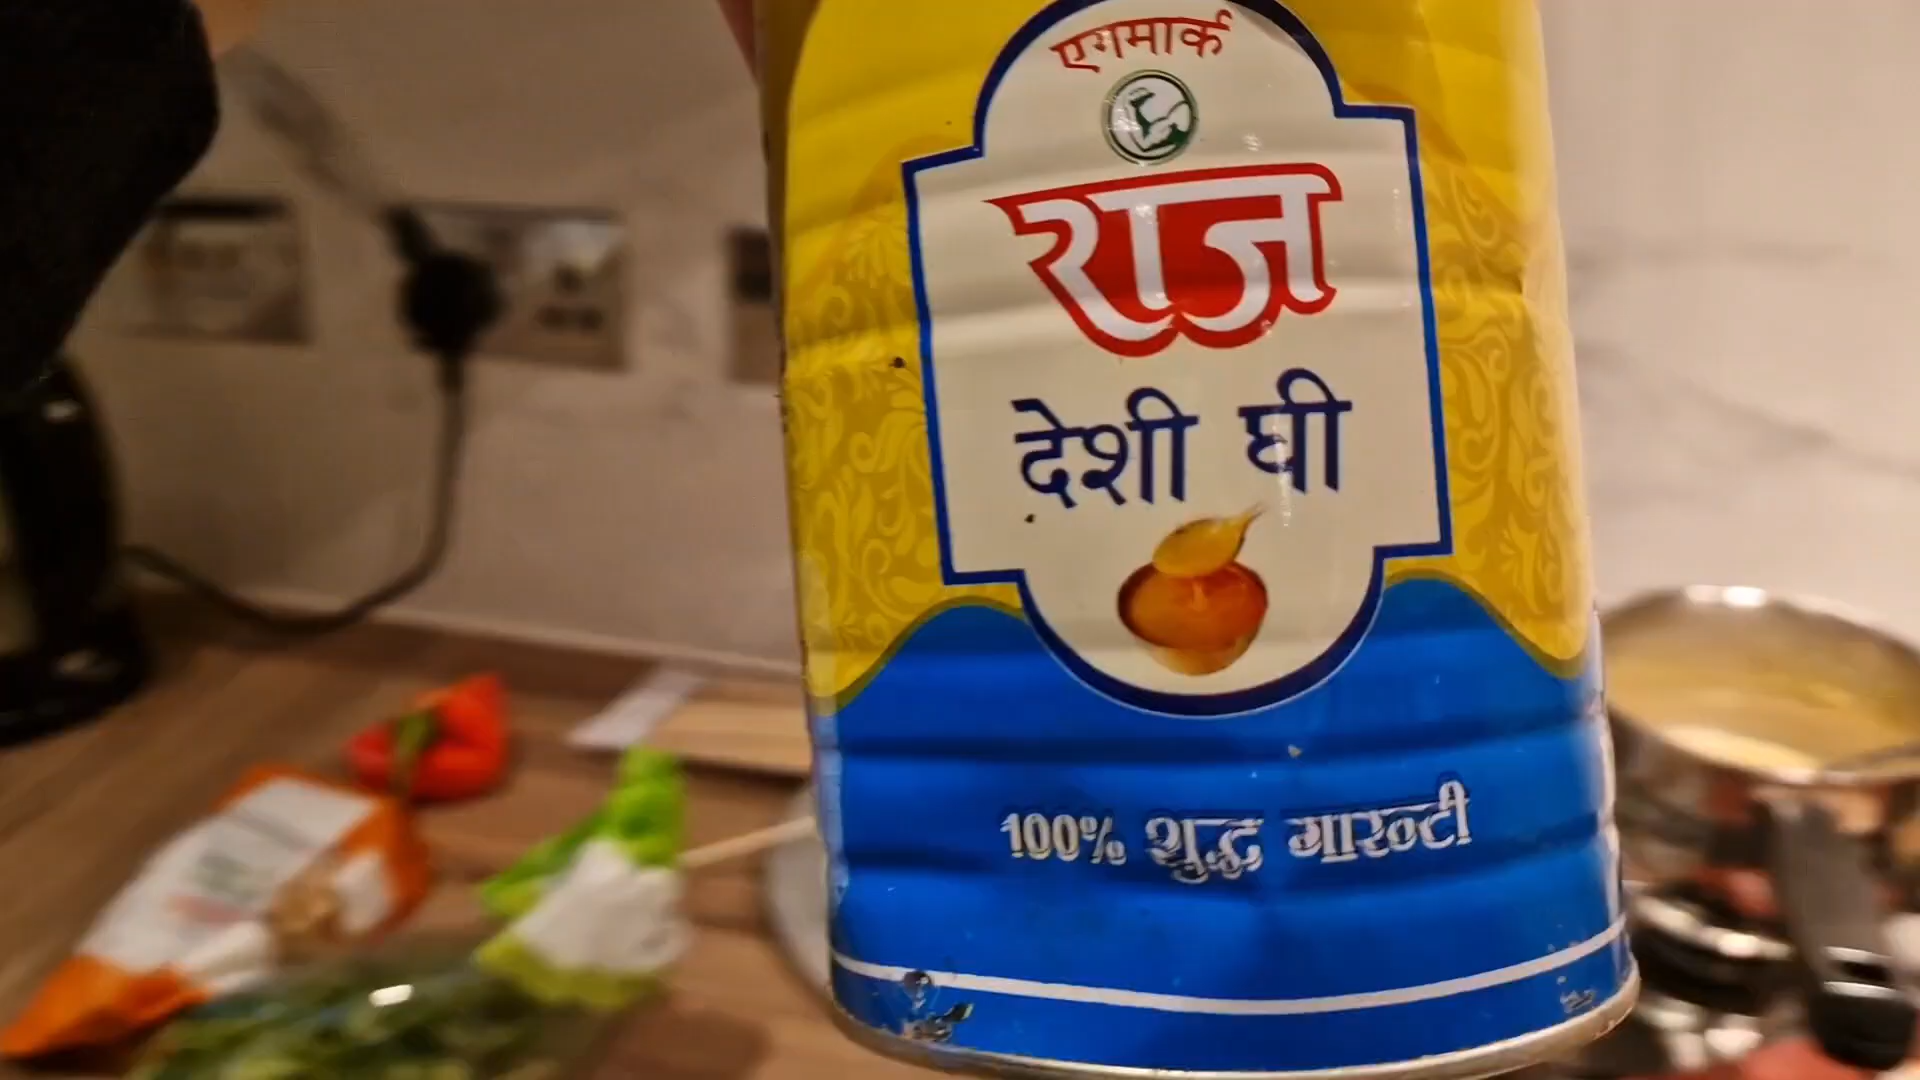 एगमार्क
राज
देशी घी
100% शुद्ध गारन्टी